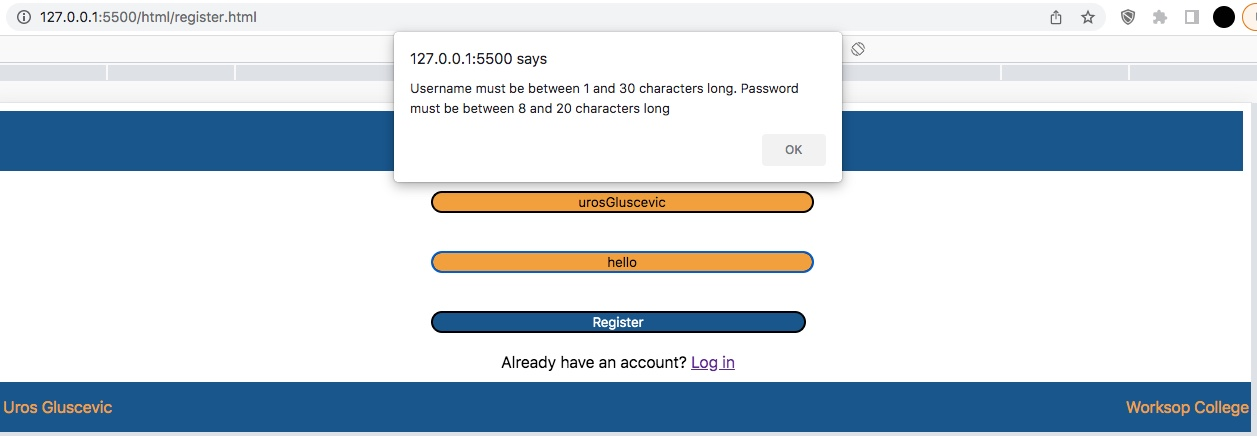 127.0.0.1:5500/html/register.html
127.0.0.1:5500 says
Username must be between 1 and 30 characters long. Password
must be between 8 and 20 characters long
OK
urosGluscevic
hello
Register
Already have an account? Log in
Uros Gluscevic
Worksop College